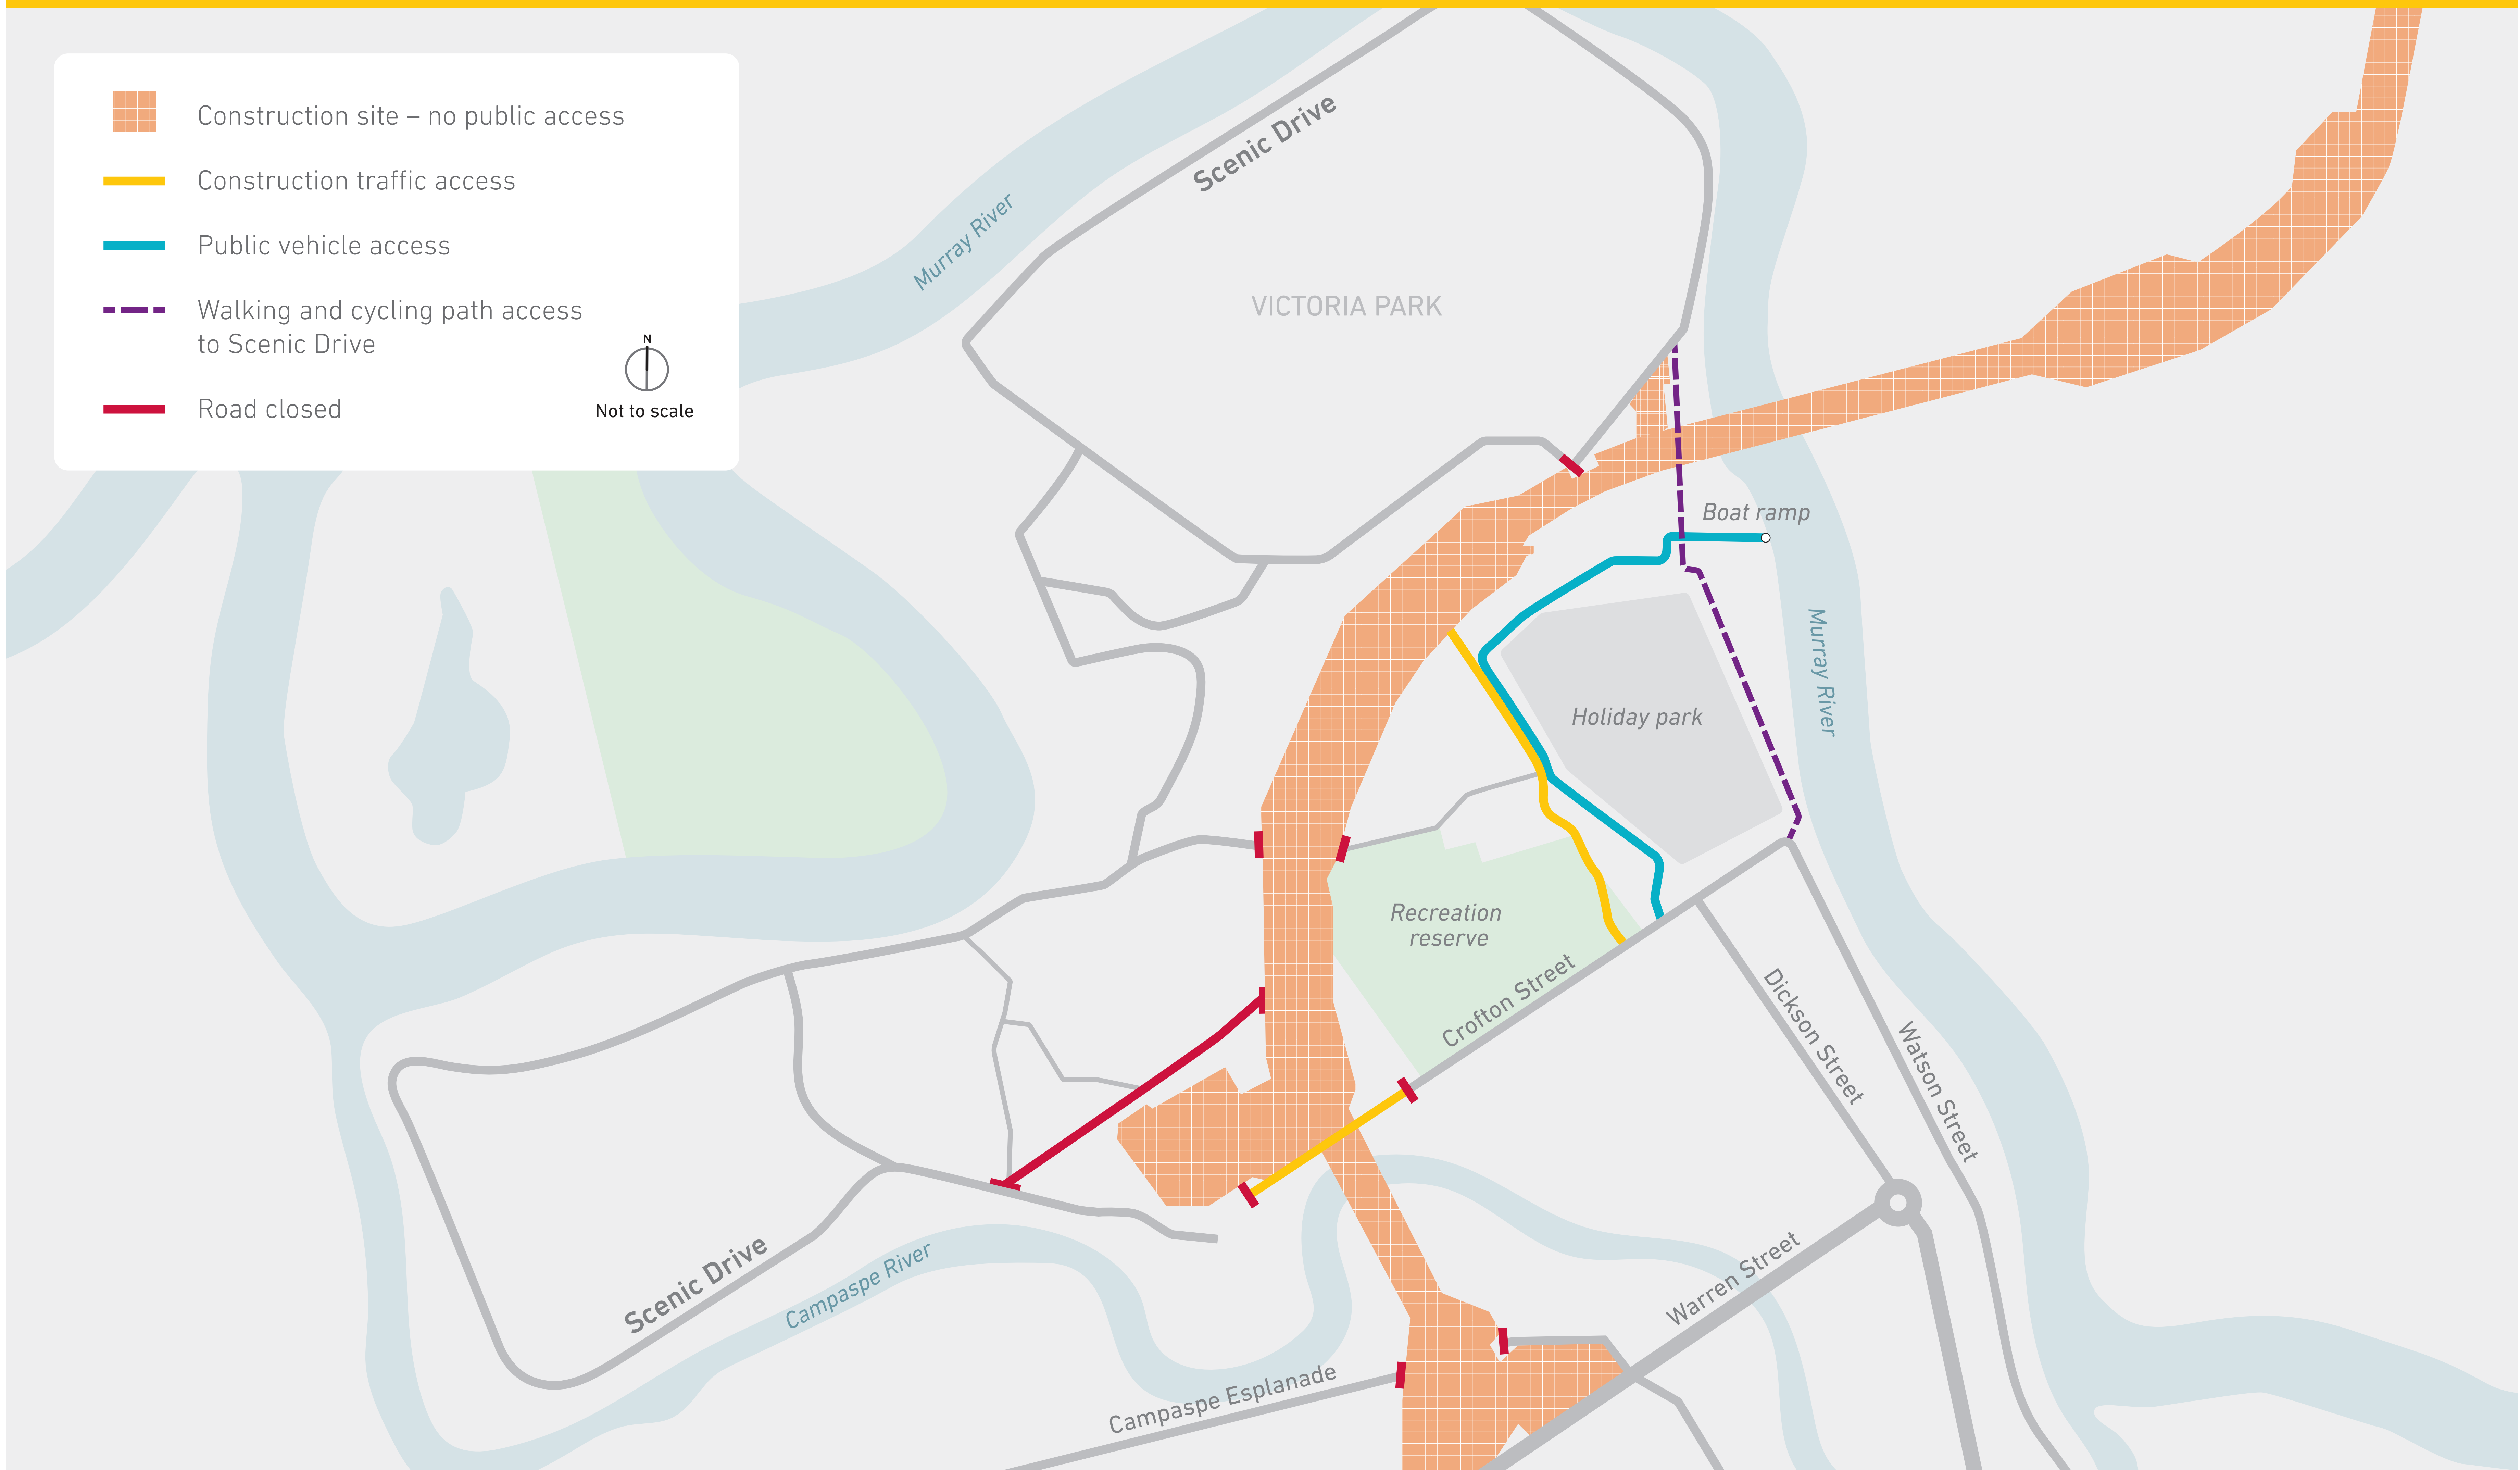 Construction site – no public access
Construction traffic access
Public vehicle access
Walking and cycling path access
to Scenic Drive
Road closed
N
Not to scale
Scenic Drive
Murray River
VICTORIA PARK
Boat ramp
Murray River
Holiday park
Recreation
reserve
Crofton Street
Dickson Street
Watson Street
Scenic Drive
Campaspe River
Warren Street
Campaspe Esplanade